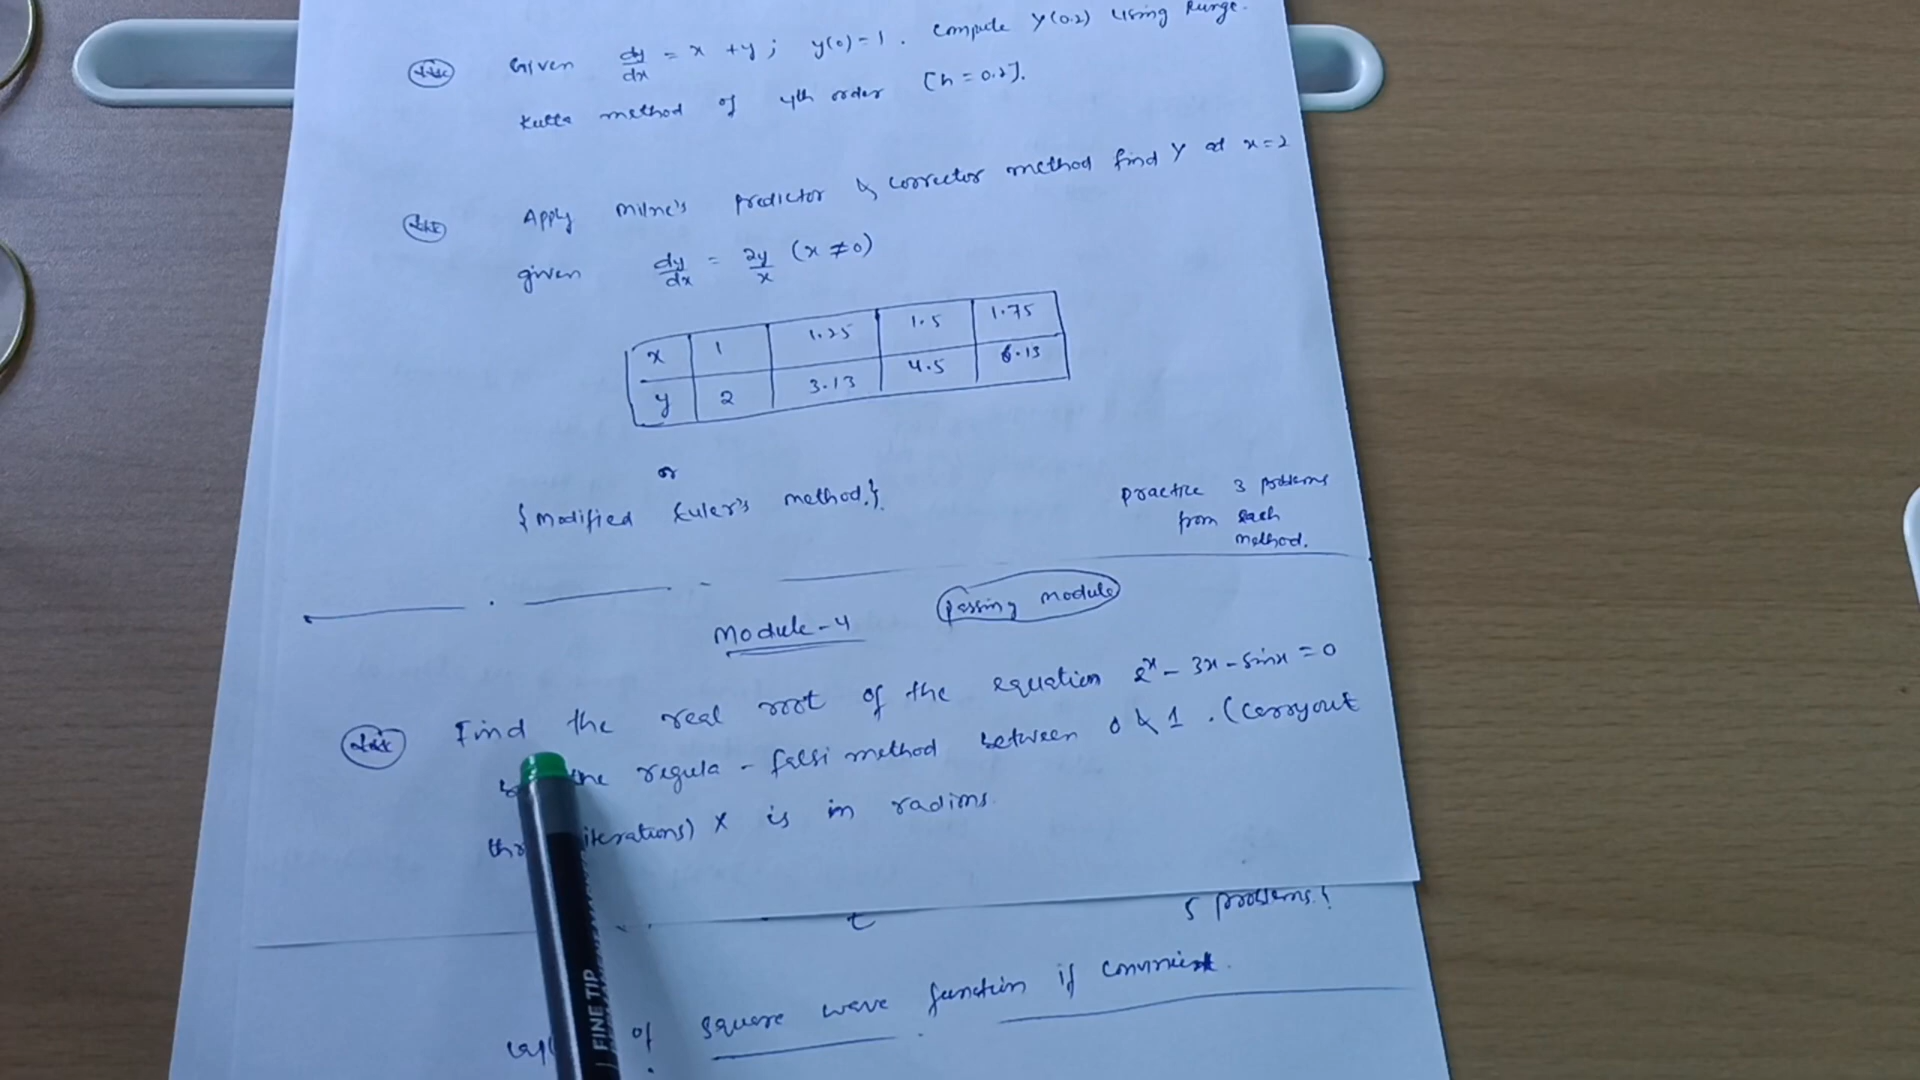 Given dy/dx = x + y ; y(0) = 1 . compute y(0.2) using Runge-
kutta method of 4th order [h = 0.2].
Apply milne's predictor & corrector method find y at x = 2
given dy/dx = 2y/x (x ≠ 0)
x 1 1.25 1.5 1.75
y 2 3.13 4.5 6.13
or
{modified Euler's method.}
practice 3 problems
from each
method.
Module-4 passing module
Find the real root of the equation 2^x - 3x - sinx = 0
the regula - falsi method between 0 & 1 . (carryout
iterations) x is in radians.
t 5 problems.!
of square wave function if
FINE TIP